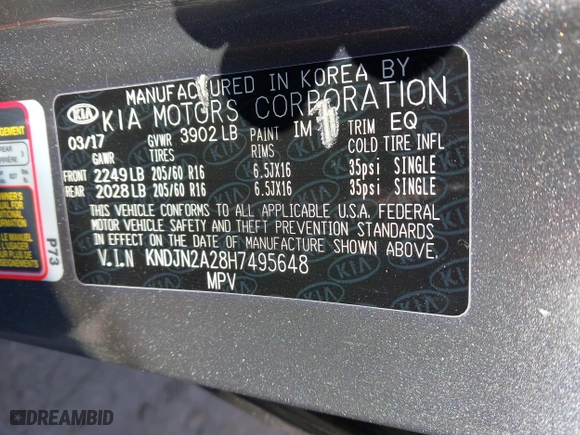 MANUFACTURED IN KOREA BY
KIA KIA MOTORS CORPORATION
03/17 GVWR 3902 LB PAINT IM TRIM EQ
GAWR TIRES RIMS COLD TIRE INFL
FRONT 2249 LB 205/60 R16 6.5JX16 35psi SINGLE
REAR 2028 LB 205/60 R16 6.5JX16 35psi SINGLE
THIS VEHICLE CONFORMS TO ALL APPLICABLE U.S.A. FEDERAL
MOTOR VEHICLE SAFETY AND THEFT PREVENTION STANDARDS
IN EFFECT ON THE DATE OF MANUFACTURE SHOWN ABOVE.
V.I.N KNDJN2A28H7495648
MPV
P73
REAR
3
DREAMBID